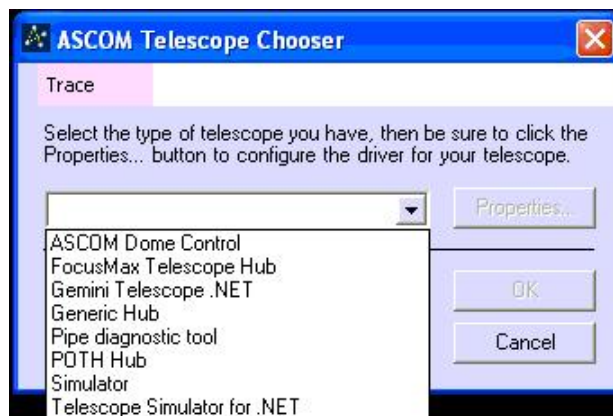 ASCOM Telescope Chooser
Trace
Select the type of telescope you have, then be sure to click the
Properties... button to configure the driver for your telescope.
Properties...
ASCOM Dome Control
FocusMax Telescope Hub
Gemini Telescope .NET
Generic Hub
OK
Pipe diagnostic tool
Cancel
POTH Hub
Simulator
Telescope Simulator for .NET